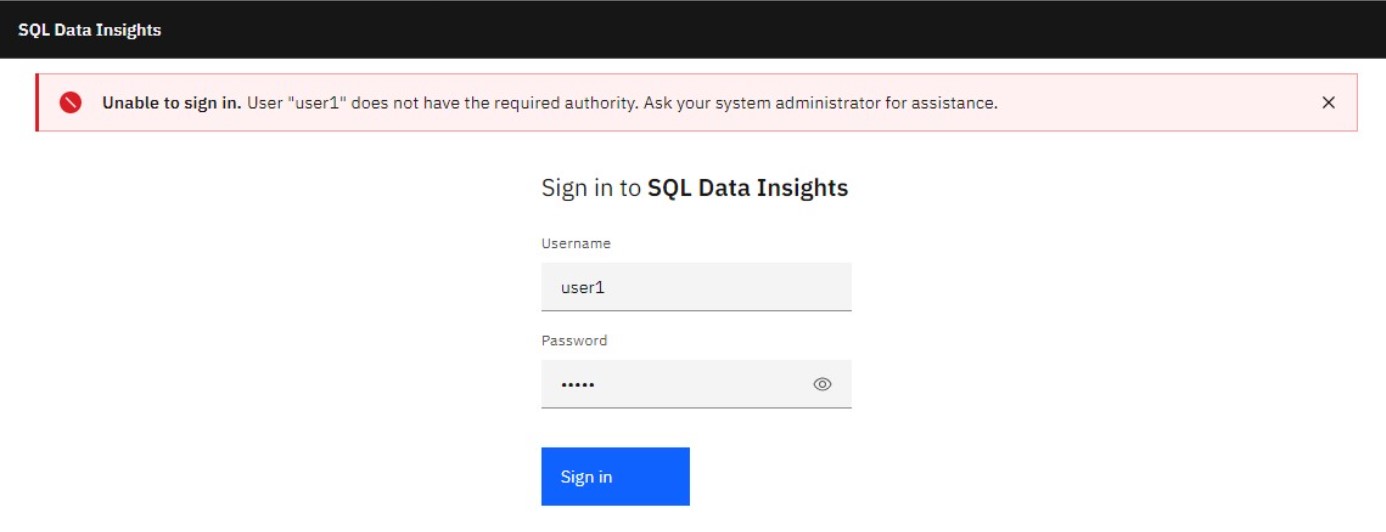 SQL Data Insights
Unable to sign in. User "user1" does not have the required authority. Ask your system administrator for assistance.
Sign in to SQL Data Insights
Username
user1
Password
•••••
Sign in